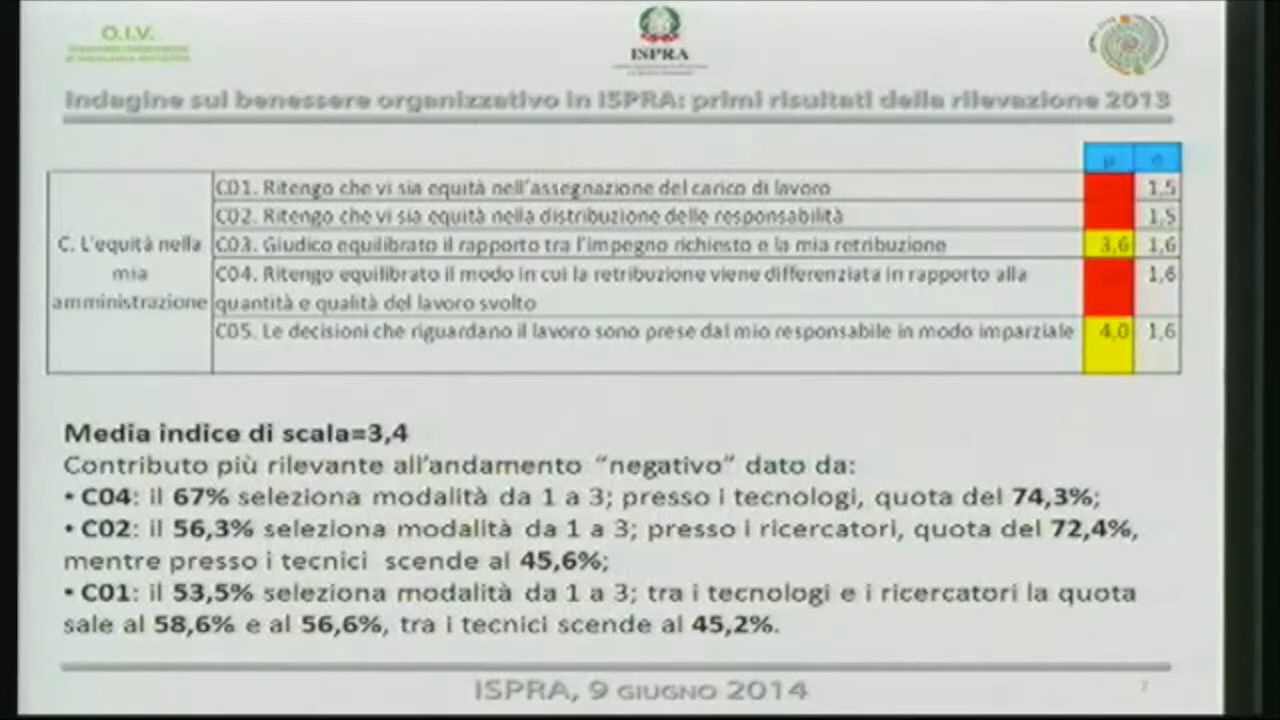 O.I.V.
ISPRA
Indagine sul benessere organizzativo in ISPRA: primi risultati della rilevazione 2013
μ σ
C. L'equità nella
mia
amministrazione
C01. Ritengo che vi sia equità nell'assegnazione del carico di lavoro 1,5
C02. Ritengo che vi sia equità nella distribuzione delle responsabilità 1,5
C03. Giudico equilibrato il rapporto tra l'impegno richiesto e la mia retribuzione 3,6 1,6
C04. Ritengo equilibrato il modo in cui la retribuzione viene differenziata in rapporto alla 1,6
quantità e qualità del lavoro svolto
C05. Le decisioni che riguardano il lavoro sono prese dal mio responsabile in modo imparziale 4,0 1,6
Media indice di scala=3,4
Contributo più rilevante all'andamento “negativo” dato da:
• C04: il 67% seleziona modalità da 1 a 3; presso i tecnologi, quota del 74,3%;
• C02: il 56,3% seleziona modalità da 1 a 3; presso i ricercatori, quota del 72,4%,
mentre presso i tecnici scende al 45,6%;
• C01: il 53,5% seleziona modalità da 1 a 3; tra i tecnologi e i ricercatori la quota
sale al 58,6% e al 56,6%, tra i tecnici scende al 45,2%.
ISPRA, 9 GIUGNO 2014
7